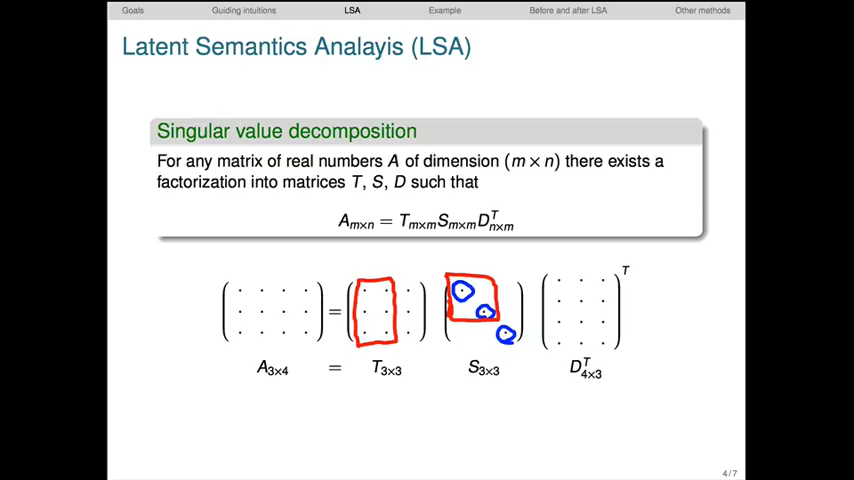 Goals Guiding intuitions LSA Example Before and after LSA Other methods
Latent Semantics Analayis (LSA)
Singular value decomposition
For any matrix of real numbers A of dimension (m × n) there exists a
factorization into matrices T, S, D such that
A_{m×n} = T_{m×m}S_{m×m}D^T_{n×m}
=
T
A_{3×4} = T_{3×3} S_{3×3} D^T_{4×3}
4 / 7